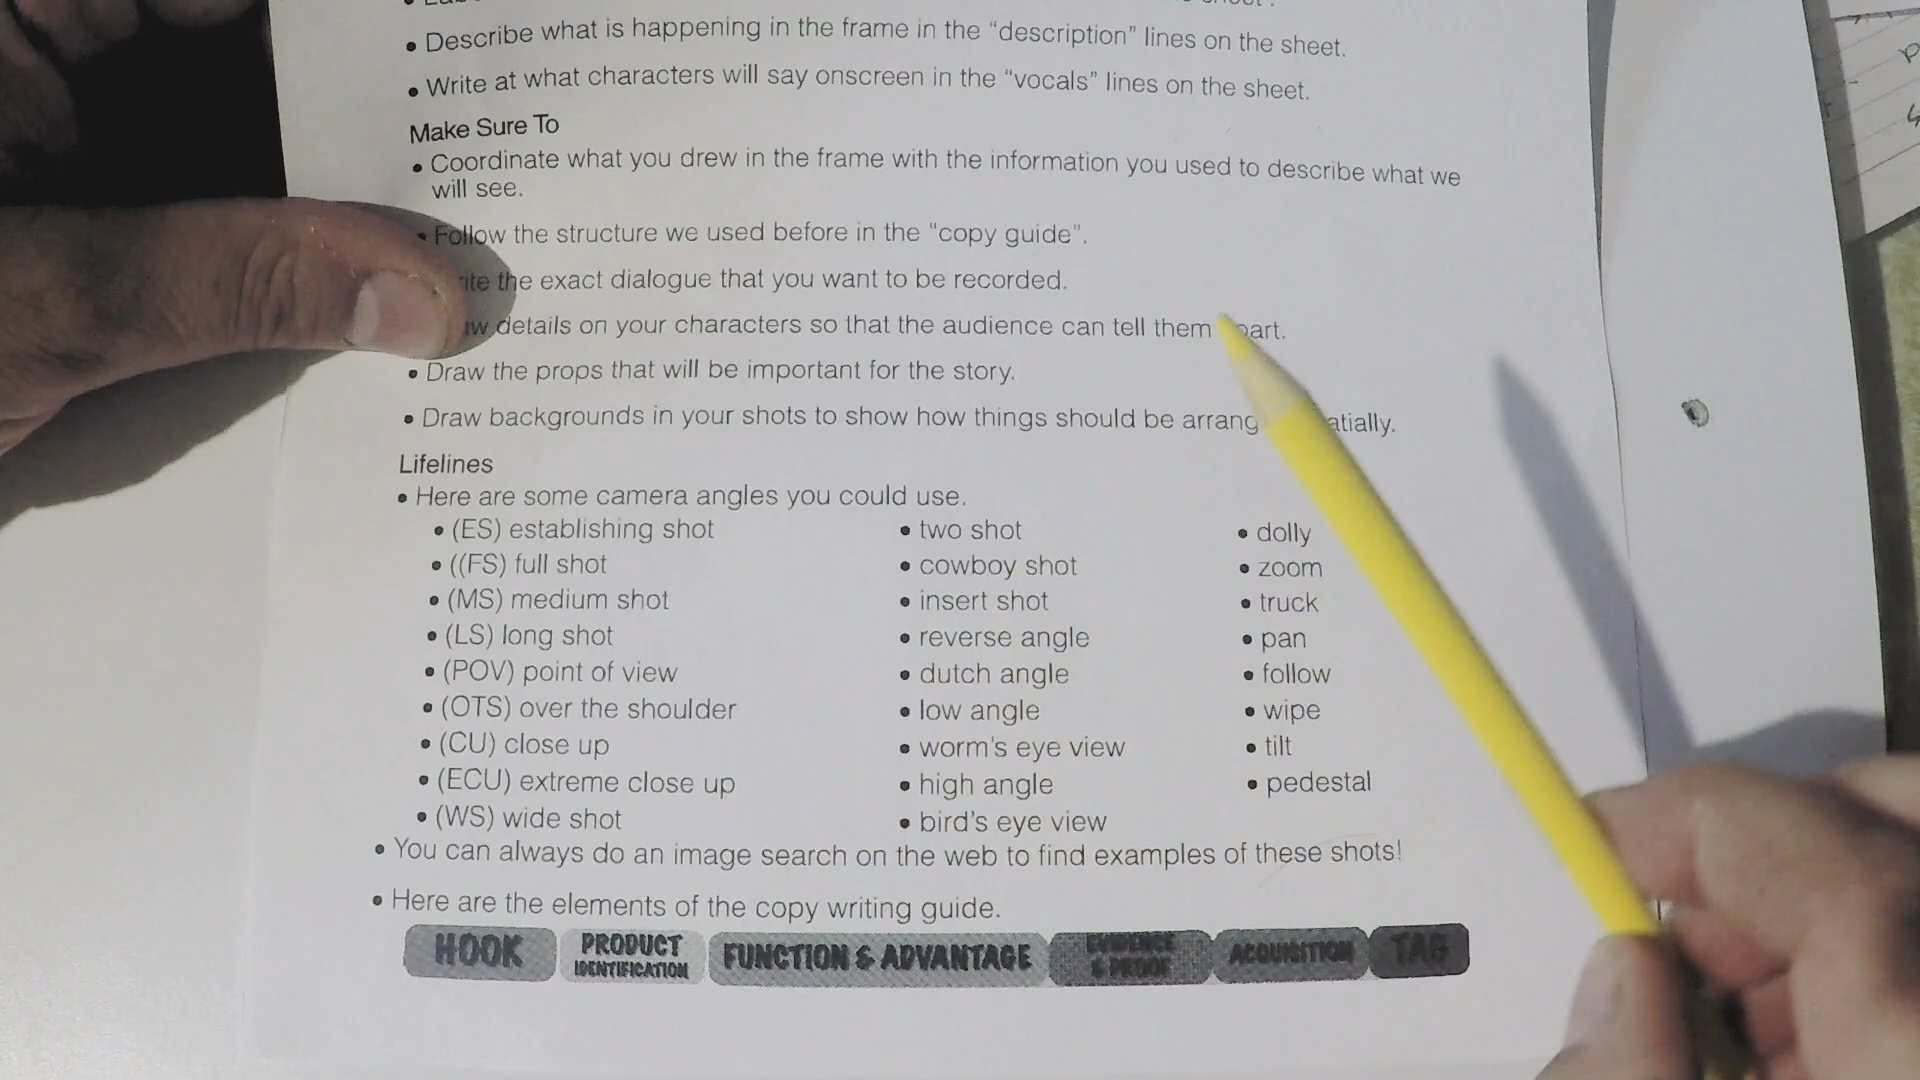 • Describe what is happening in the frame in the “description” lines on the sheet.
• Write at what characters will say onscreen in the “vocals” lines on the sheet.
Make Sure To
• Coordinate what you drew in the frame with the information you used to describe what we
will see.
• Follow the structure we used before in the “copy guide”.
the exact dialogue that you want to be recorded.
details on your characters so that the audience can tell them
• Draw the props that will be important for the story.
• Draw backgrounds in your shots to show how things should be
Lifelines
• Here are some camera angles you could use.
• (ES) establishing shot • two shot • dolly
• ((FS) full shot • cowboy shot • zoom
• (MS) medium shot • insert shot • truck
• (LS) long shot • reverse angle • pan
• (POV) point of view • dutch angle • follow
• (OTS) over the shoulder • low angle • wipe
• (CU) close up • worm's eye view • tilt
• (ECU) extreme close up • high angle • pedestal
• (WS) wide shot • bird's eye view
• You can always do an image search on the web to find examples of these shots!
• Here are the elements of the copy writing guide.
HOOK PRODUCT IDENTIFICATION FUNCTION & ADVANTAGE EVIDENCE & PROOF ACQUISITION TAG